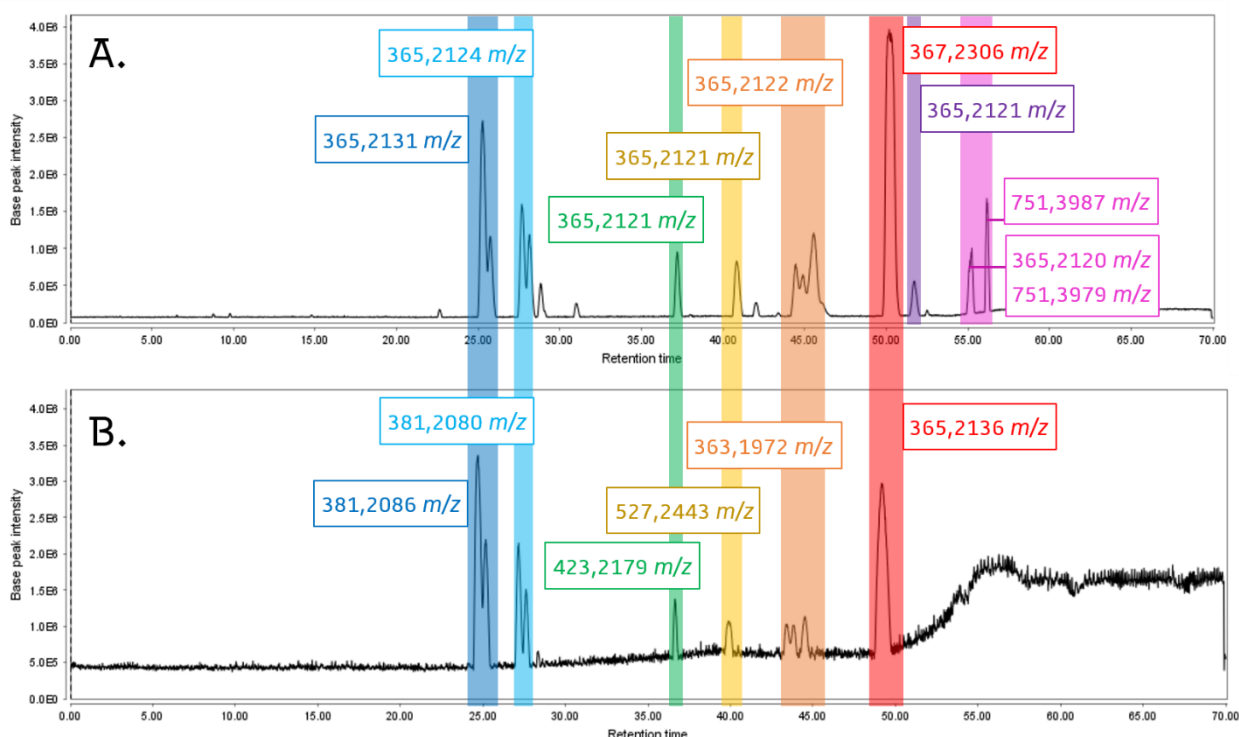 A.
Base peak intensity
4.0E6
3.5E6
3.0E6
2.5E6
2.0E6
1.5E6
1.0E6
5.0E5
0.0E0
365,2124 m/z
367,2306 m/z
365,2122 m/z
365,2121 m/z
365,2131 m/z
365,2121 m/z
365,2121 m/z
751,3987 m/z
365,2120 m/z
751,3979 m/z
0.00 5.00 10.00 15.00 20.00 25.00 30.00 35.00 40.00 45.00 50.00 55.00 60.00 65.00 70.00
Retention time
B.
Base peak intensity
4.0E6
3.5E6
3.0E6
2.5E6
2.0E6
1.5E6
1.0E6
5.0E5
0.0E0
381,2080 m/z
365,2136 m/z
363,1972 m/z
381,2086 m/z
527,2443 m/z
423,2179 m/z
0.00 5.00 10.00 15.00 20.00 25.00 30.00 35.00 40.00 45.00 50.00 55.00 60.00 65.00 70.00
Retention time